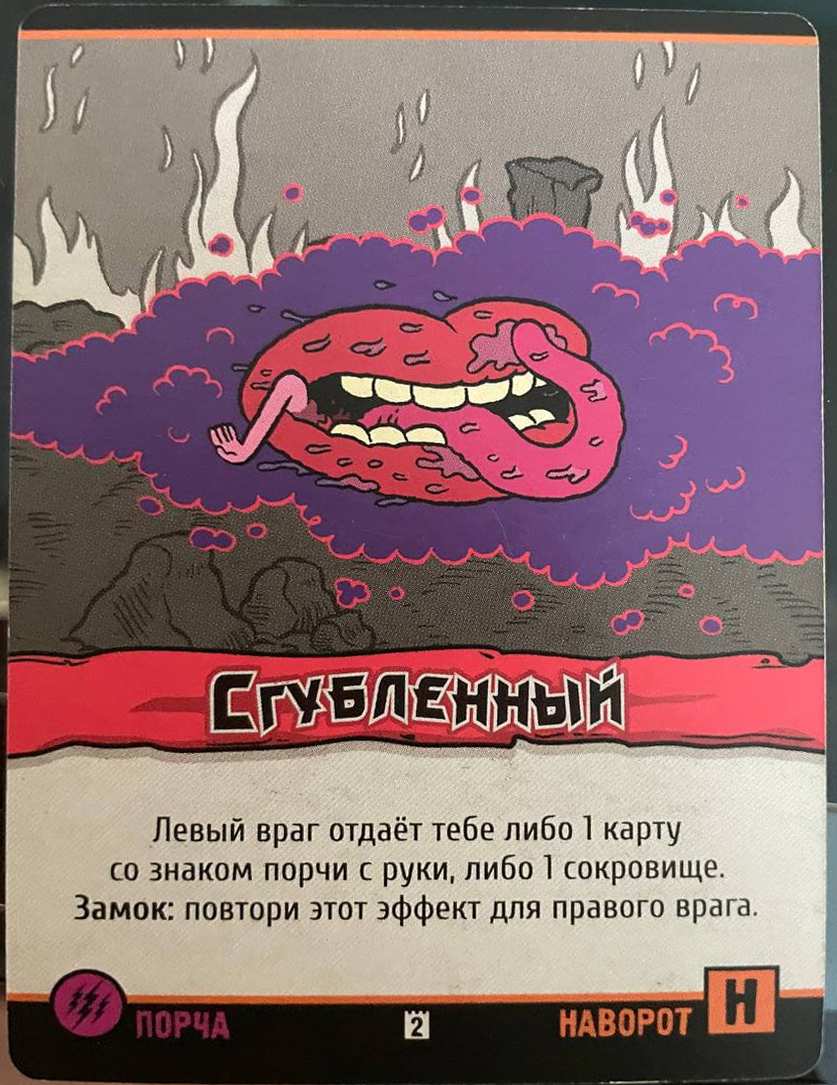 Сгубленный
Левый враг отдаёт тебе либо 1 карту
со знаком порчи с руки, либо 1 сокровище.
Замок: повтори этот эффект для правого врага.
ПОРЧА
2
НАВОРОТ
Н